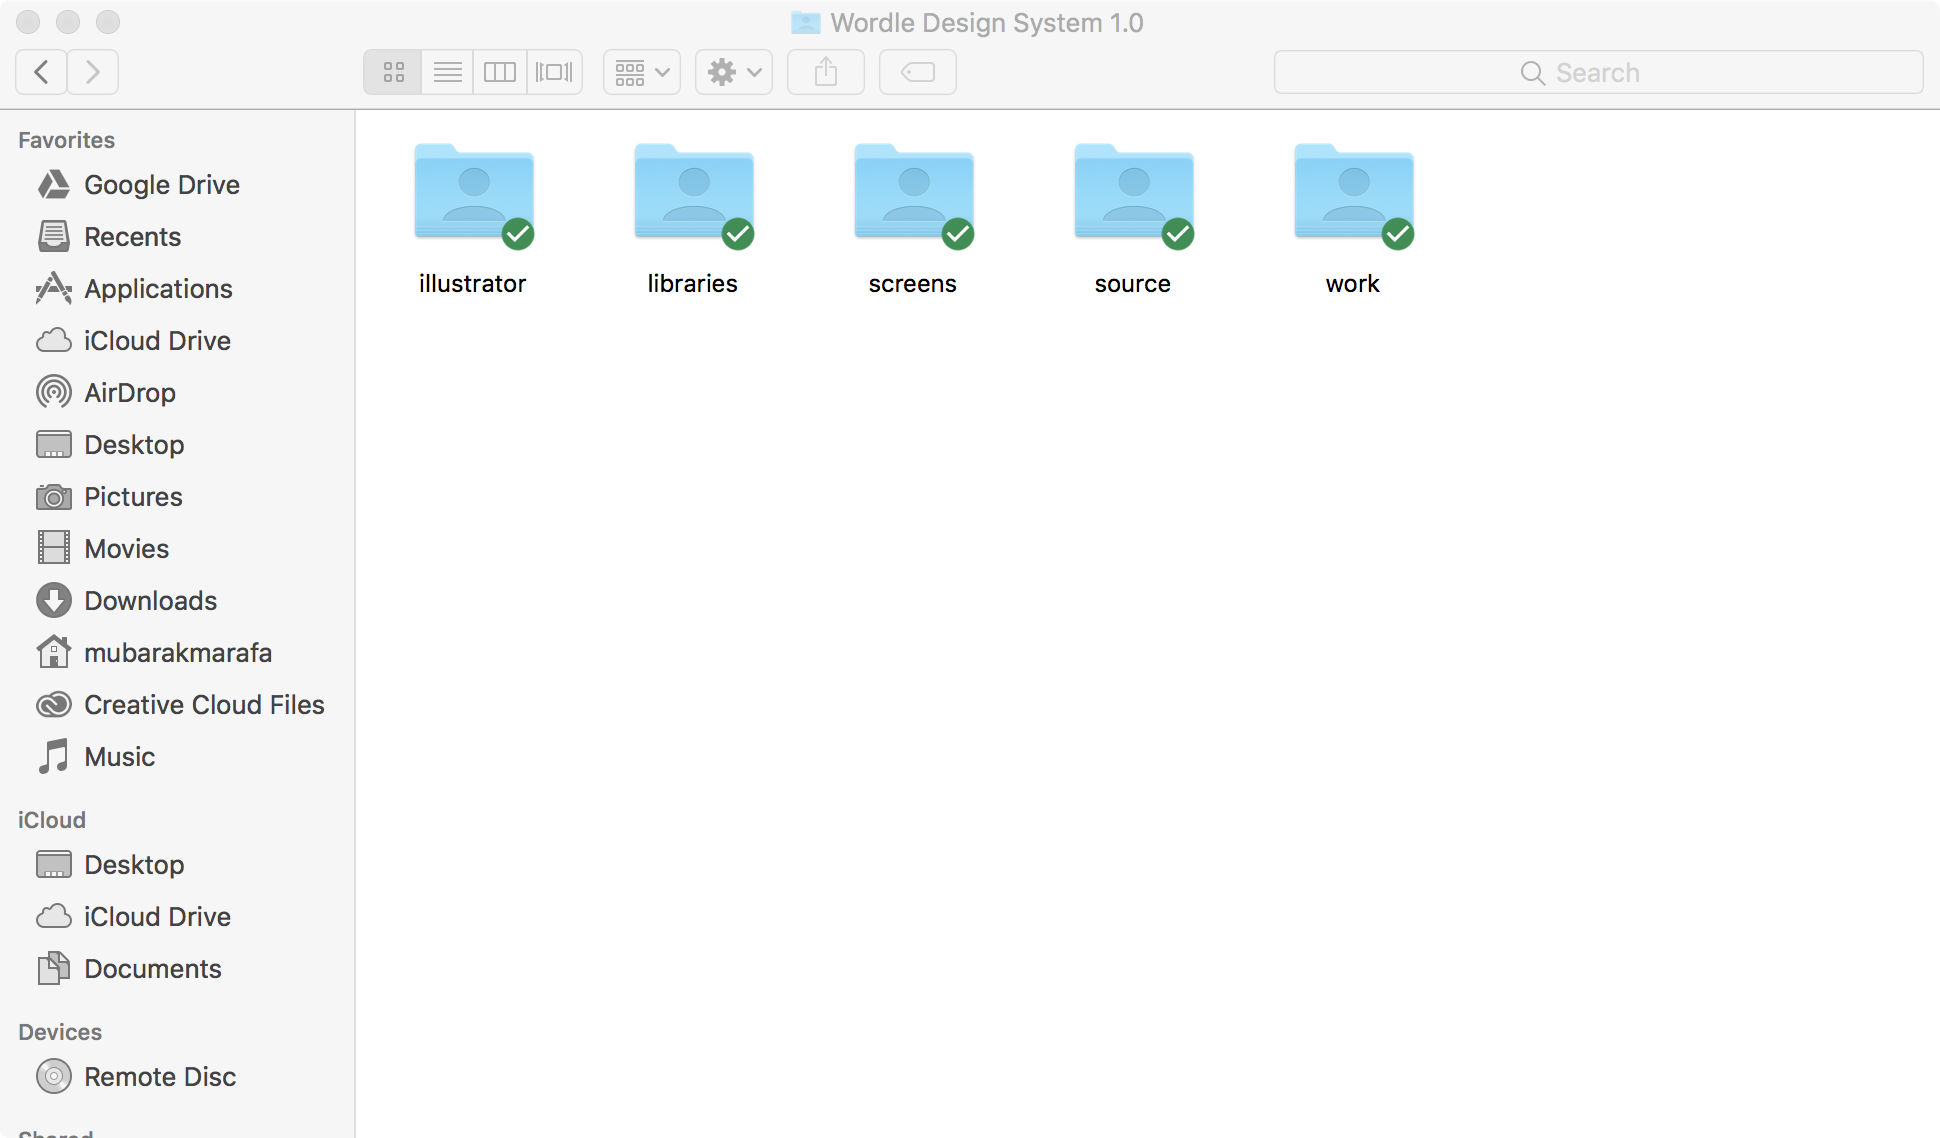 Wordle Design System 1.0
Search
Favorites
Google Drive
Recents
Applications
iCloud Drive
AirDrop
Desktop
Pictures
Movies
Downloads
mubarakmarafa
Creative Cloud Files
Music
iCloud
Desktop
iCloud Drive
Documents
Devices
Remote Disc
Shared
illustrator
libraries
screens
source
work